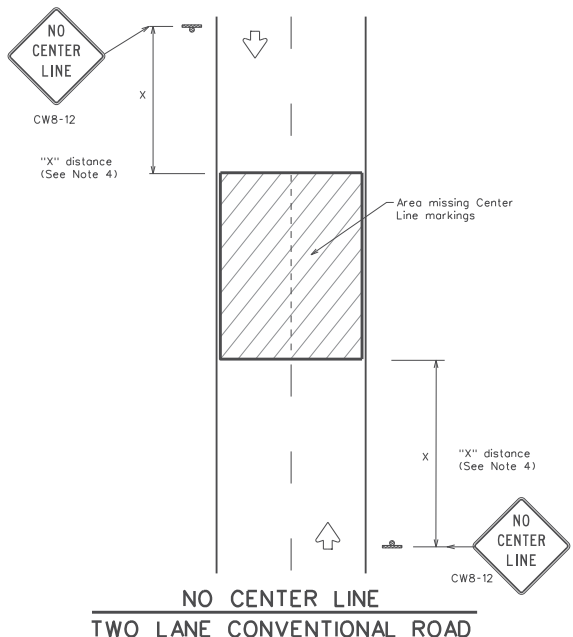 NO
CENTER
LINE
CW8-12
X
"X" distance
(See Note 4)
Area missing Center
Line markings
X
"X" distance
(See Note 4)
NO
CENTER
LINE
CW8-12
NO CENTER LINE
TWO LANE CONVENTIONAL ROAD